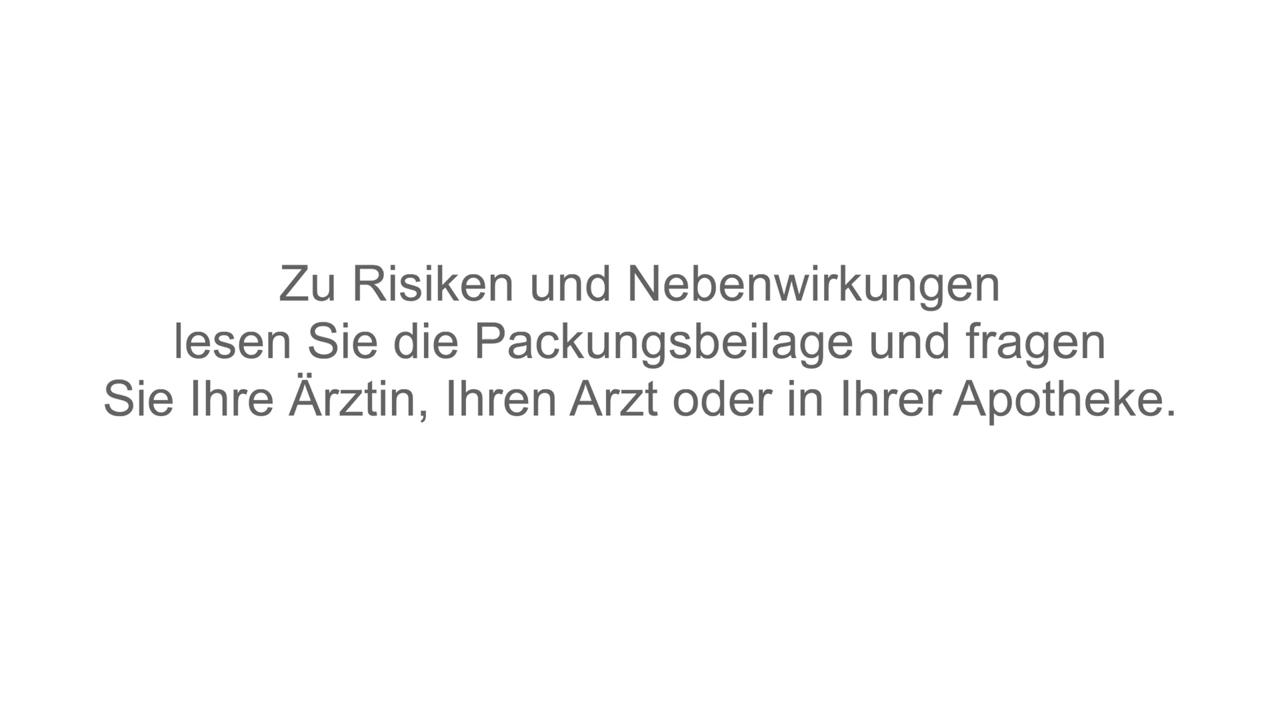 Zu Risiken und Nebenwirkungen
lesen Sie die Packungsbeilage und fragen
Sie Ihre Ärztin, Ihren Arzt oder in Ihrer Apotheke.